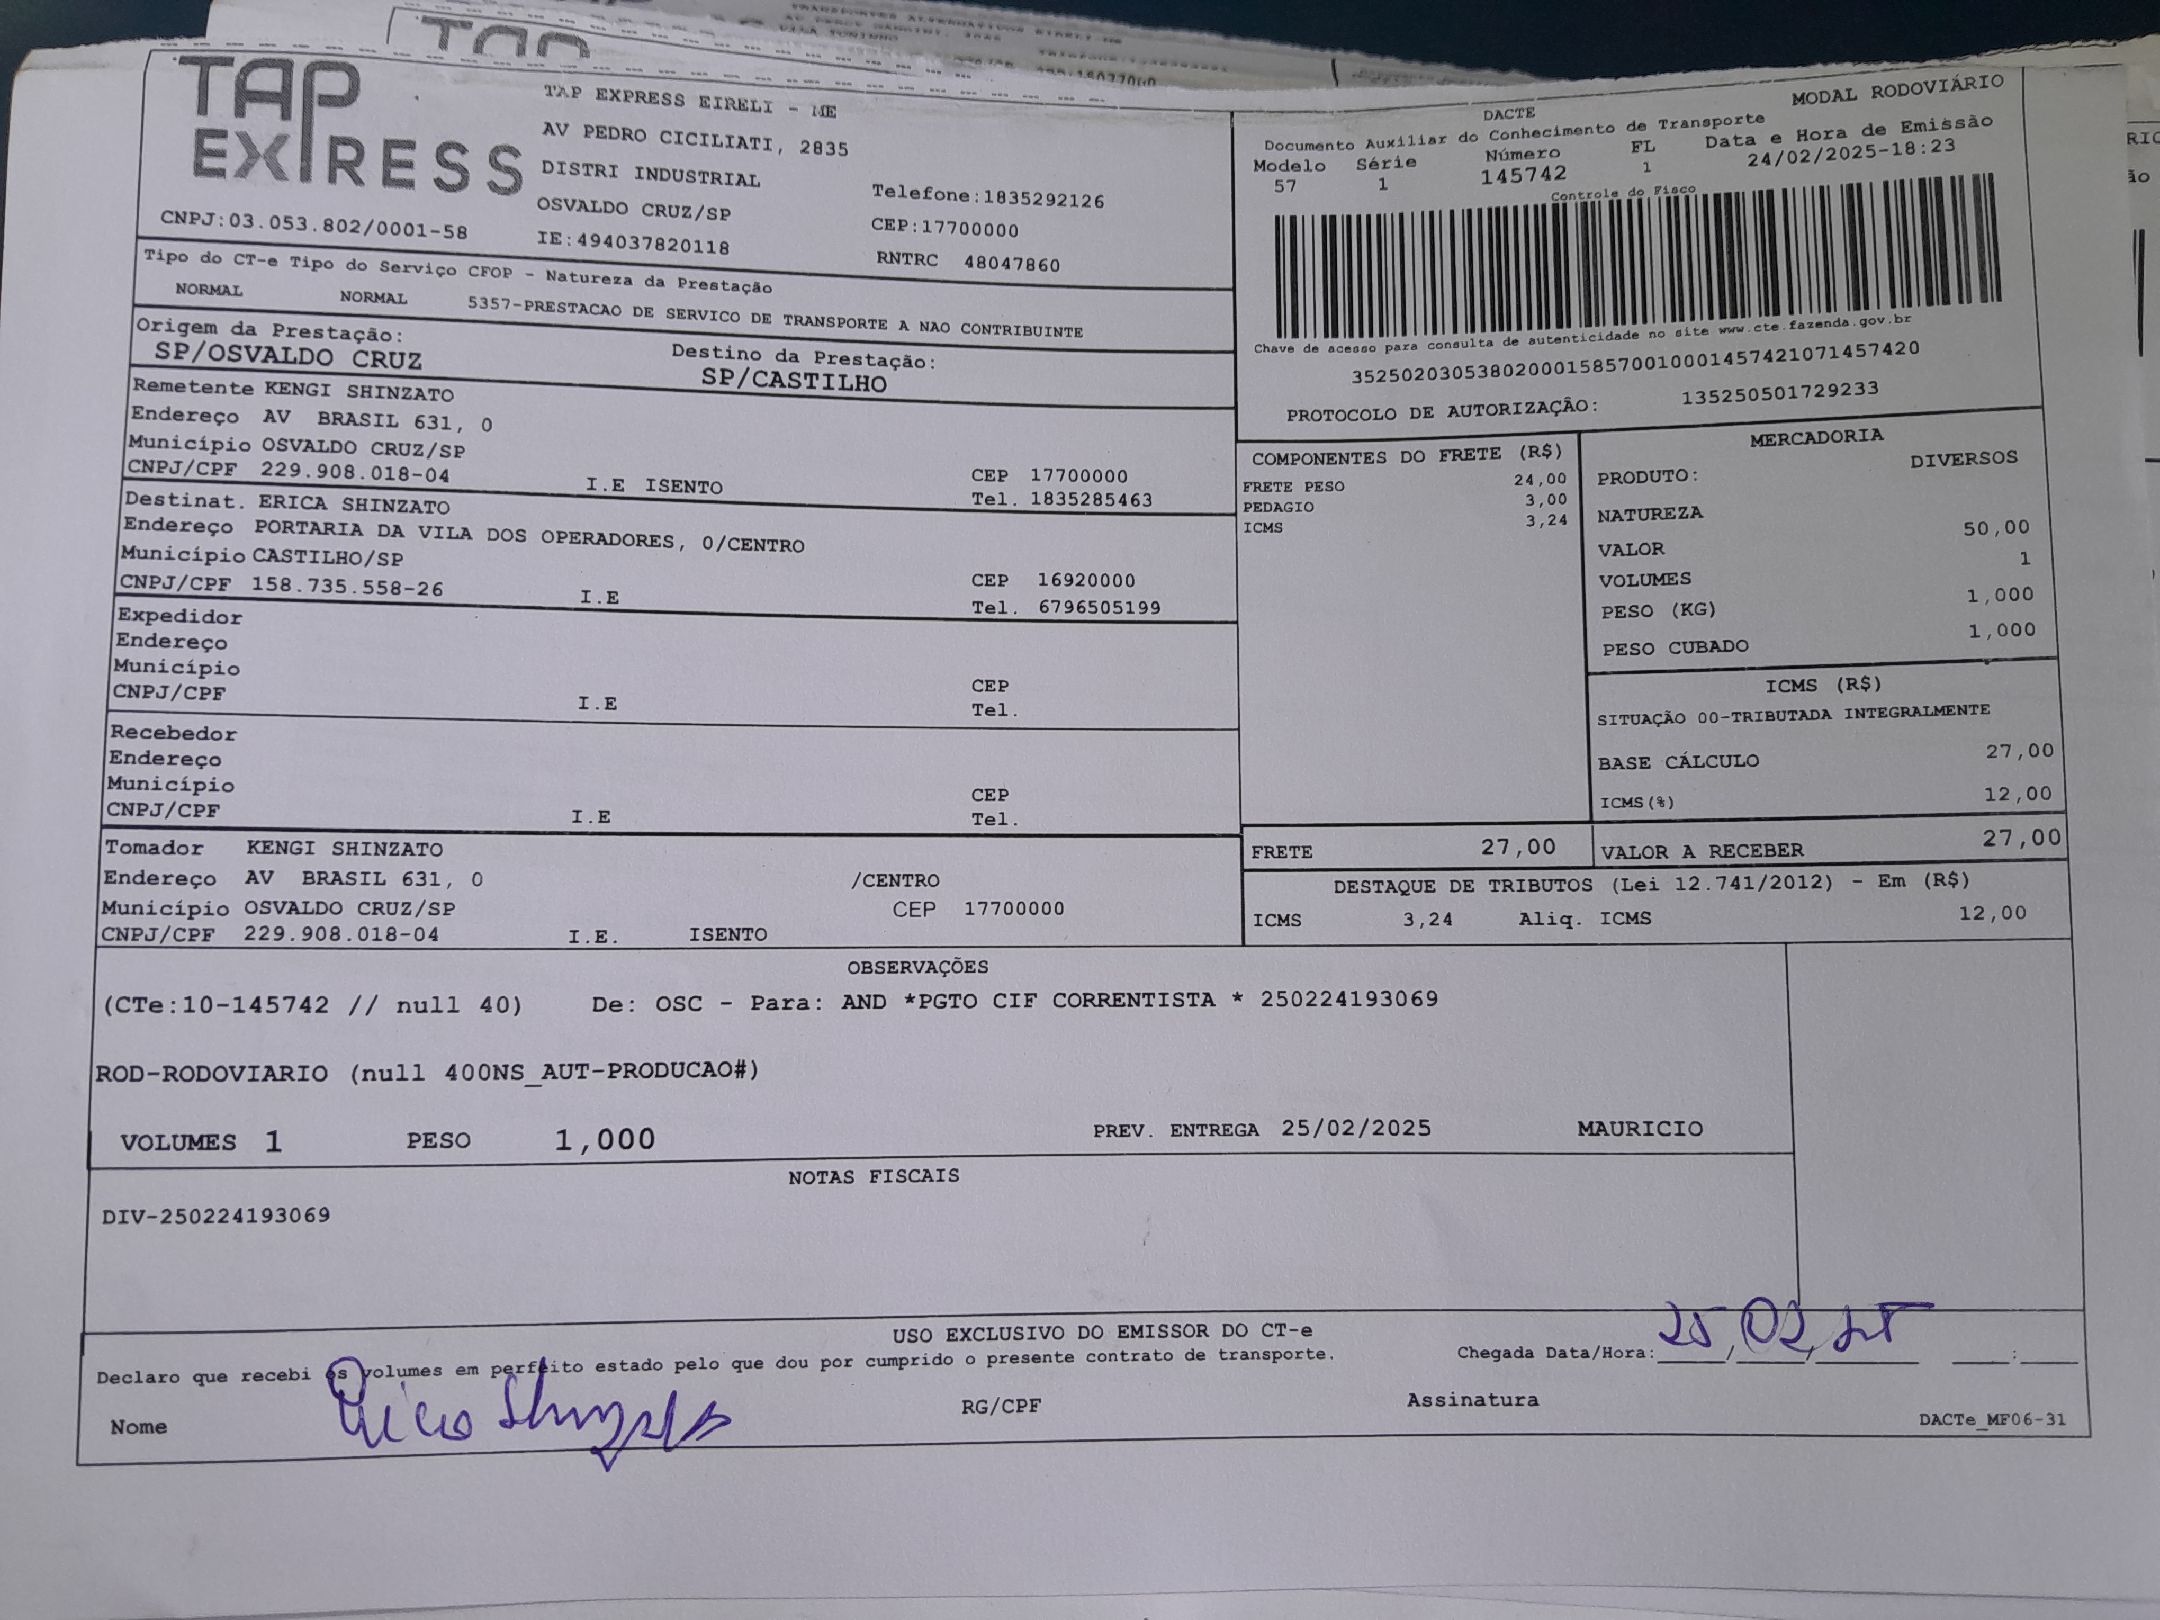 TAP EXPRESS
TAP EXPRESS EIRELI - ME
AV PEDRO CICILIATI, 2835
DISTRI INDUSTRIAL
Telefone:1835292126
OSVALDO CRUZ/SP
CEP:17700000
CNPJ:03.053.802/0001-58
IE:494037820118
RNTRC 48047860
DACTE
MODAL RODOVIÁRIO
Documento Auxiliar do Conhecimento de Transporte
Modelo Série Número FL Data e Hora de Emissão
57 1 145742 1 24/02/2025-18:23
Controle do Fisco
Chave de acesso para consulta de autenticidade no site www.cte.fazenda.gov.br
35250203053802000158570010001457421071457420
PROTOCOLO DE AUTORIZAÇÃO: 135250501729233
Tipo do CT-e Tipo do Serviço CFOP - Natureza da Prestação
NORMAL NORMAL 5357-PRESTACAO DE SERVICO DE TRANSPORTE A NAO CONTRIBUINTE
Origem da Prestação: Destino da Prestação:
SP/OSVALDO CRUZ SP/CASTILHO
Remetente KENGI SHINZATO
Endereço AV BRASIL 631, 0
Município OSVALDO CRUZ/SP CEP 17700000
CNPJ/CPF 229.908.018-04 I.E ISENTO Tel. 1835285463
Destinat. ERICA SHINZATO
Endereço PORTARIA DA VILA DOS OPERADORES, 0/CENTRO
Município CASTILHO/SP CEP 16920000
CNPJ/CPF 158.735.558-26 I.E Tel. 6796505199
Expedidor
Endereço
Município CEP
CNPJ/CPF I.E Tel.
Recebedor
Endereço
Município CEP
CNPJ/CPF I.E Tel.
Tomador KENGI SHINZATO
Endereço AV BRASIL 631, 0 /CENTRO
Município OSVALDO CRUZ/SP CEP 17700000
CNPJ/CPF 229.908.018-04 I.E. ISENTO
COMPONENTES DO FRETE (R$)
FRETE PESO 24,00
PEDAGIO 3,00
ICMS 3,24
MERCADORIA
PRODUTO: DIVERSOS
NATUREZA
VALOR 50,00
VOLUMES 1
PESO (KG) 1,000
PESO CUBADO 1,000
ICMS (R$)
SITUAÇÃO 00-TRIBUTADA INTEGRALMENTE
BASE CÁLCULO 27,00
ICMS(%) 12,00
FRETE 27,00 VALOR A RECEBER 27,00
DESTAQUE DE TRIBUTOS (Lei 12.741/2012) - Em (R$)
ICMS 3,24 Aliq. ICMS 12,00
OBSERVAÇÕES
(CTe:10-145742 // null 40) De: OSC - Para: AND *PGTO CIF CORRENTISTA * 250224193069
ROD-RODOVIARIO (null 400NS_AUT-PRODUCAO#)
VOLUMES 1 PESO 1,000 PREV. ENTREGA 25/02/2025 MAURICIO
NOTAS FISCAIS
DIV-250224193069
USO EXCLUSIVO DO EMISSOR DO CT-e
Declaro que recebi os volumes em perfeito estado pelo que dou por cumprido o presente contrato de transporte. Chegada Data/Hora: 25, 02,
Nome Shinzato RG/CPF Assinatura
DACTe_MF06-31